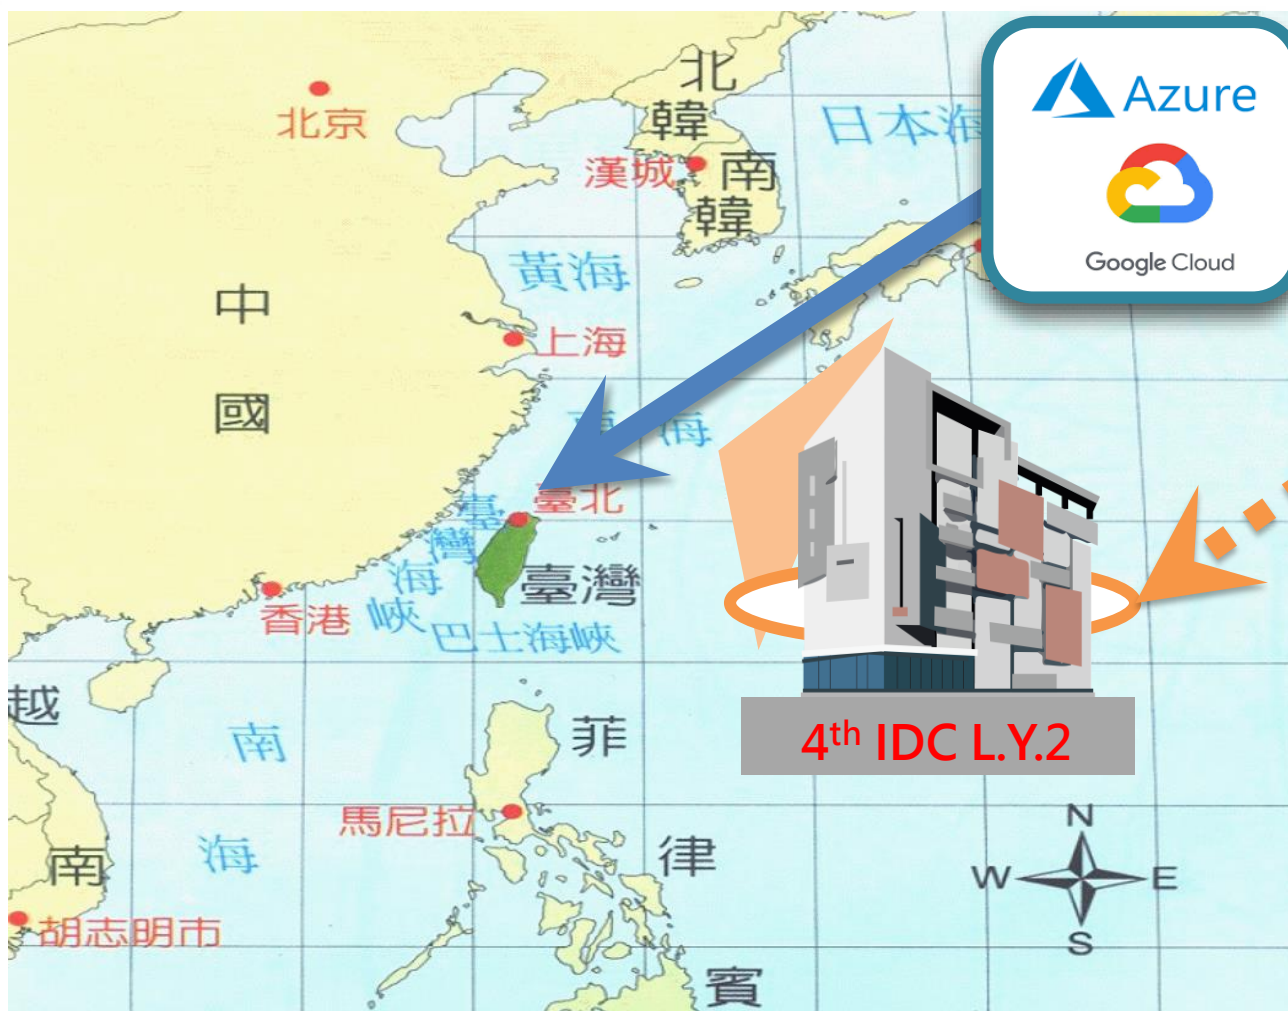 北韓
Azure
北京
日本海
漢城
南韓
Google Cloud
黃海
中國
上海
海
臺北
臺灣海峽
臺灣
香港
巴士海峽
越南
南海
菲律賓
4th IDC L.Y.2
馬尼拉
N
W
E
S
胡志明市